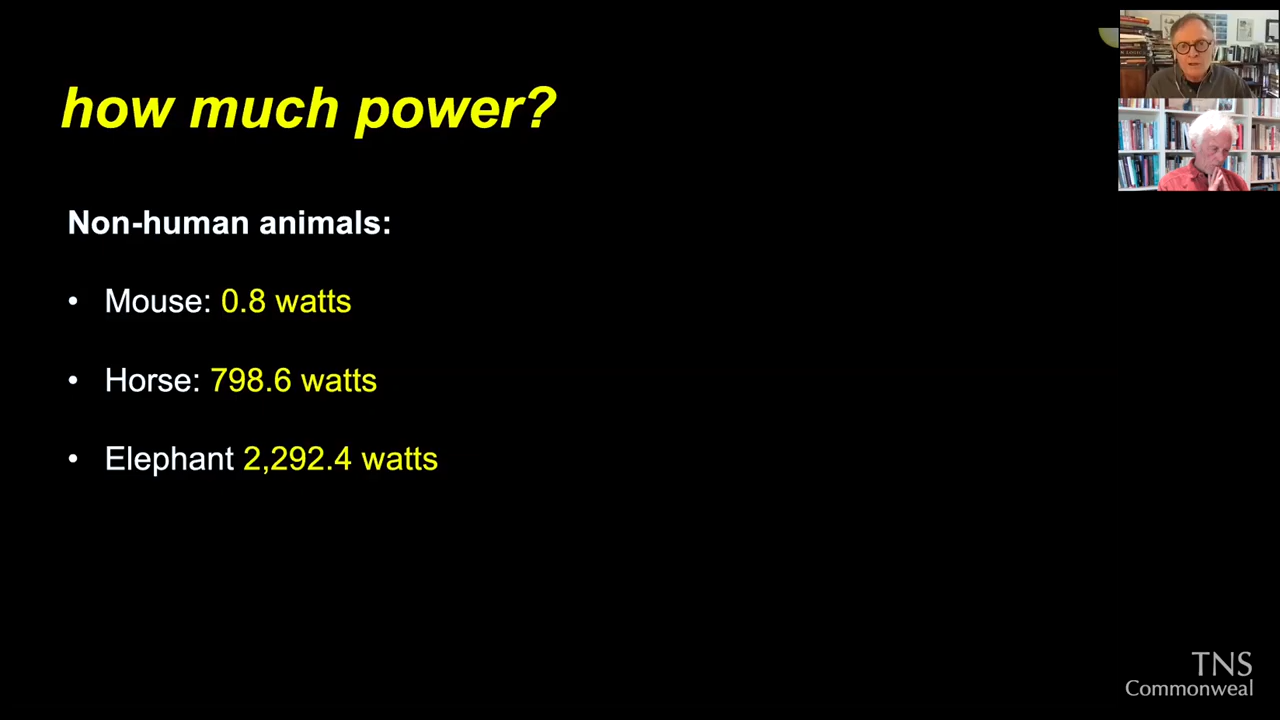 how much power?
Non-human animals:
• Mouse: 0.8 watts
• Horse: 798.6 watts
• Elephant 2,292.4 watts
TNS
Commonweal